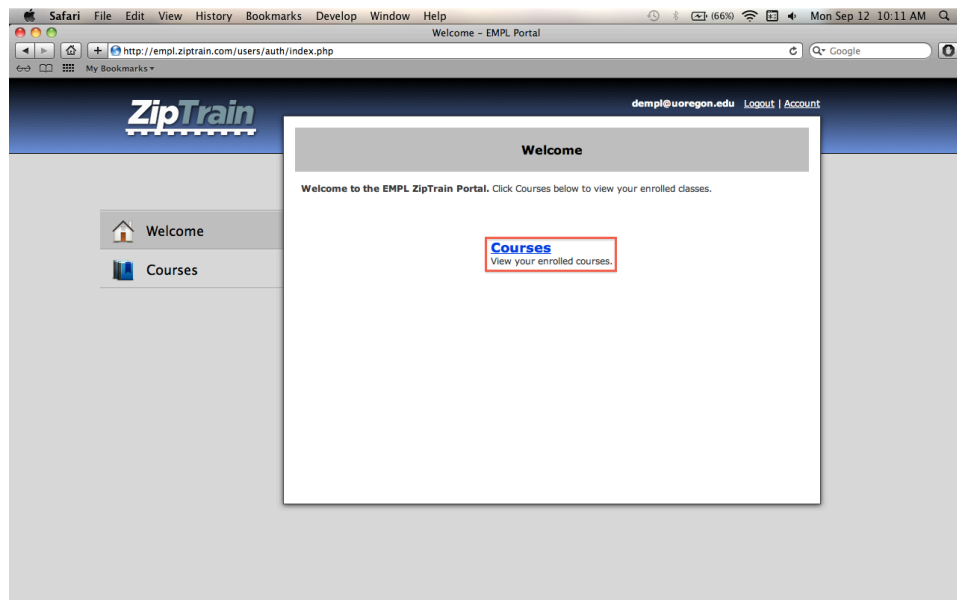 Safari File Edit View History Bookmarks Develop Window Help (66%) Mon Sep 12 10:11 AM
Welcome – EMPL Portal
http://empl.ziptrain.com/users/auth/index.php Google
My Bookmarks
ZipTrain
dempl@uoregon.edu Logout | Account
Welcome
Welcome to the EMPL ZipTrain Portal. Click Courses below to view your enrolled classes.
Welcome
Courses
Courses
View your enrolled courses.